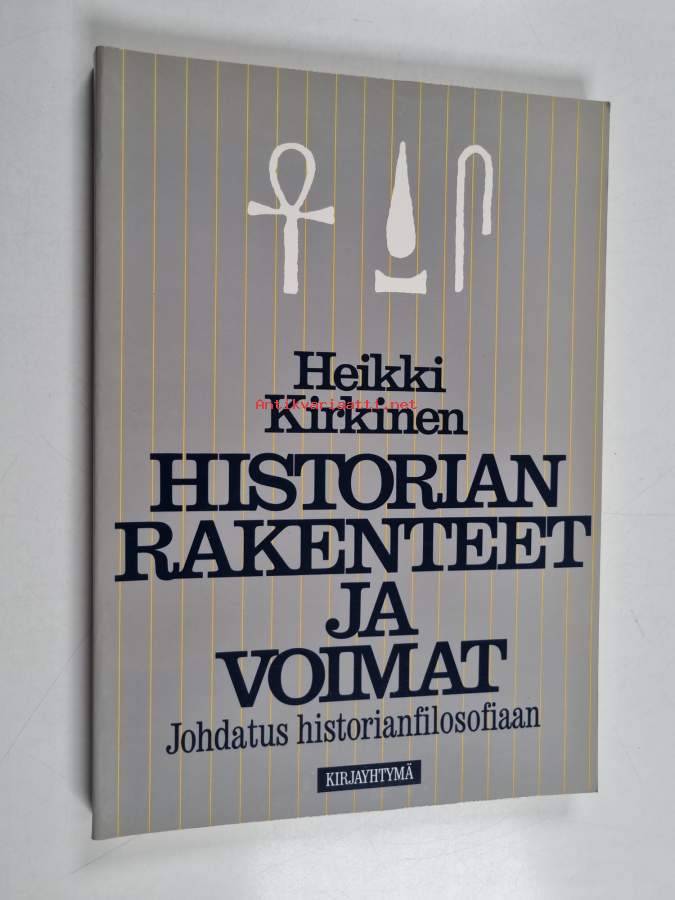 Heikki
Antikvariaatti.net
Kirkinen
HISTORIAN
RAKENTEET
JA
VOIMAT
Johdatus historianfilosofiaan
KIRJAYHTYMÄ